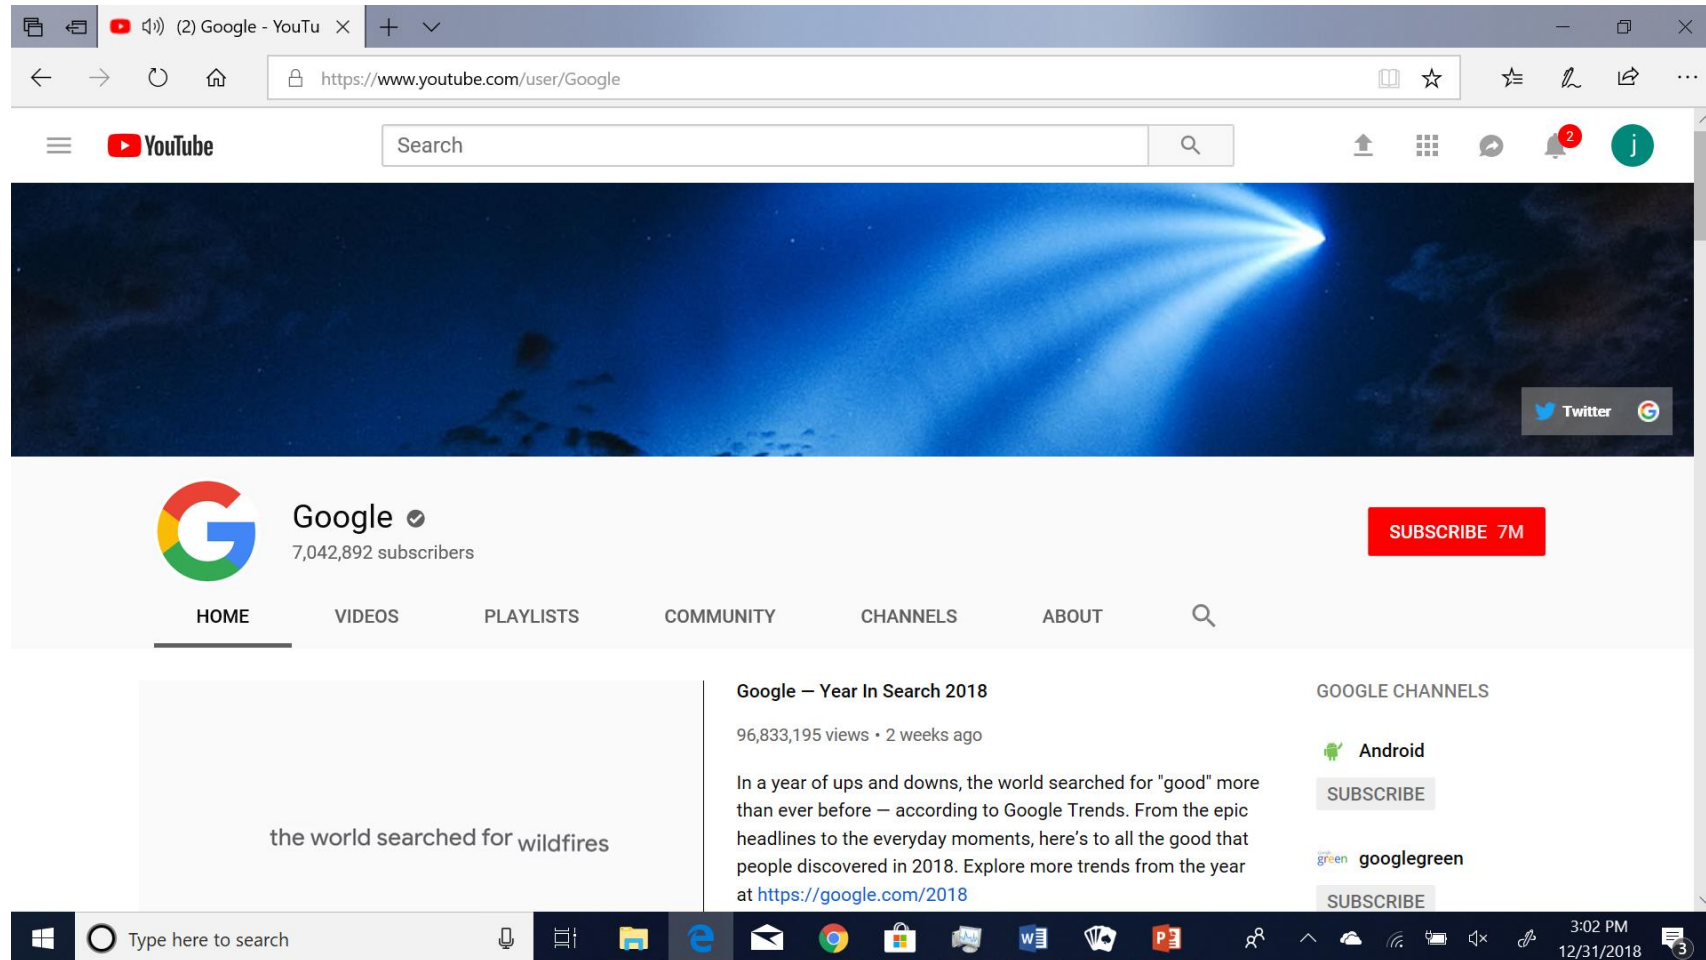 (2) Google - YouTu
https://www.youtube.com/user/Google
YouTube
Search
2
j
Twitter
Google
7,042,892 subscribers
SUBSCRIBE 7M
HOME
VIDEOS
PLAYLISTS
COMMUNITY
CHANNELS
ABOUT
the world searched for wildfires
Google — Year In Search 2018
96,833,195 views • 2 weeks ago
In a year of ups and downs, the world searched for "good" more
than ever before — according to Google Trends. From the epic
headlines to the everyday moments, here's to all the good that
people discovered in 2018. Explore more trends from the year
at https://google.com/2018
GOOGLE CHANNELS
Android
SUBSCRIBE
green
googlegreen
SUBSCRIBE
Type here to search
3:02 PM
12/31/2018
3